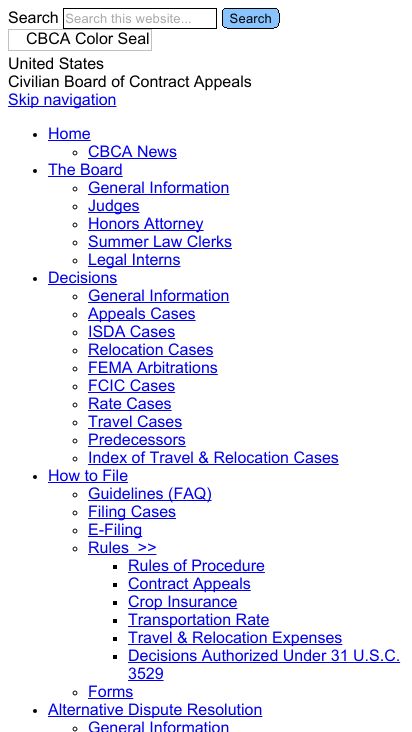 Search Search this website... Search
CBCA Color Seal
United States
Civilian Board of Contract Appeals
Skip navigation
Home
CBCA News
The Board
General Information
Judges
Honors Attorney
Summer Law Clerks
Legal Interns
Decisions
General Information
Appeals Cases
ISDA Cases
Relocation Cases
FEMA Arbitrations
FCIC Cases
Rate Cases
Travel Cases
Predecessors
Index of Travel & Relocation Cases
How to File
Guidelines (FAQ)
Filing Cases
E-Filing
Rules >>
Rules of Procedure
Contract Appeals
Crop Insurance
Transportation Rate
Travel & Relocation Expenses
Decisions Authorized Under 31 U.S.C.
3529
Forms
Alternative Dispute Resolution
General Information